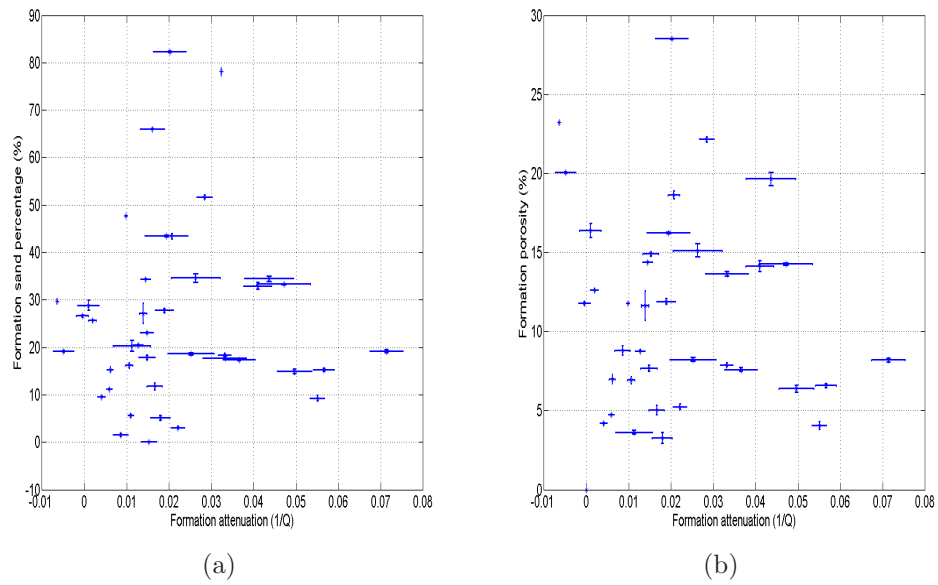 90
80
70
60
50
40
30
20
10
0
-10
Formation sand percentage (%)
-0.01 0 0.01 0.02 0.03 0.04 0.05 0.06 0.07 0.08
Formation attenuation (1/Q)
(a)
30
25
20
15
10
5
0
Formation porosity (%)
-0.01 0 0.01 0.02 0.03 0.04 0.05 0.06 0.07 0.08
Formation attenuation (1/Q)
(b)